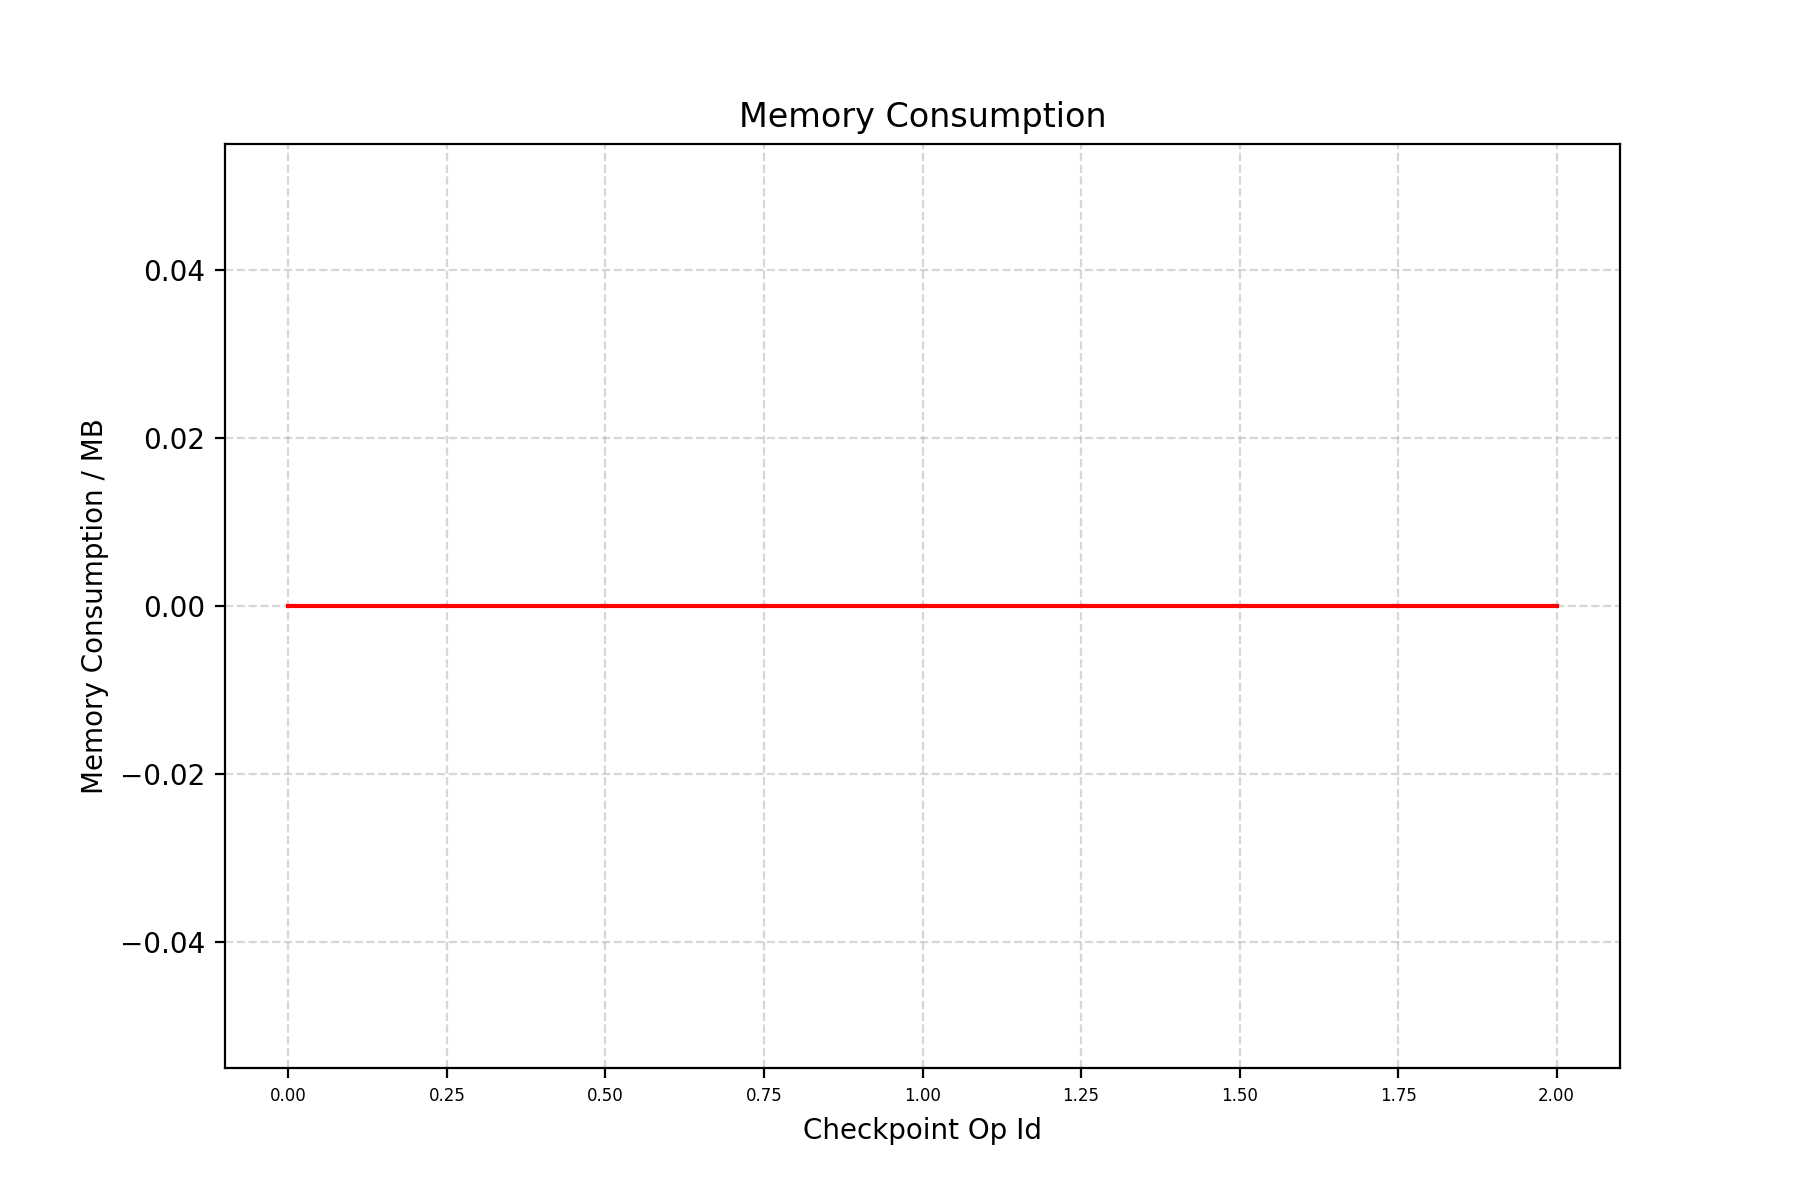 Memory Consumption
Memory Consumption / MB
0.04
0.02
0.00
−0.02
−0.04
0.00 0.25 0.50 0.75 1.00 1.25 1.50 1.75 2.00
Checkpoint Op Id